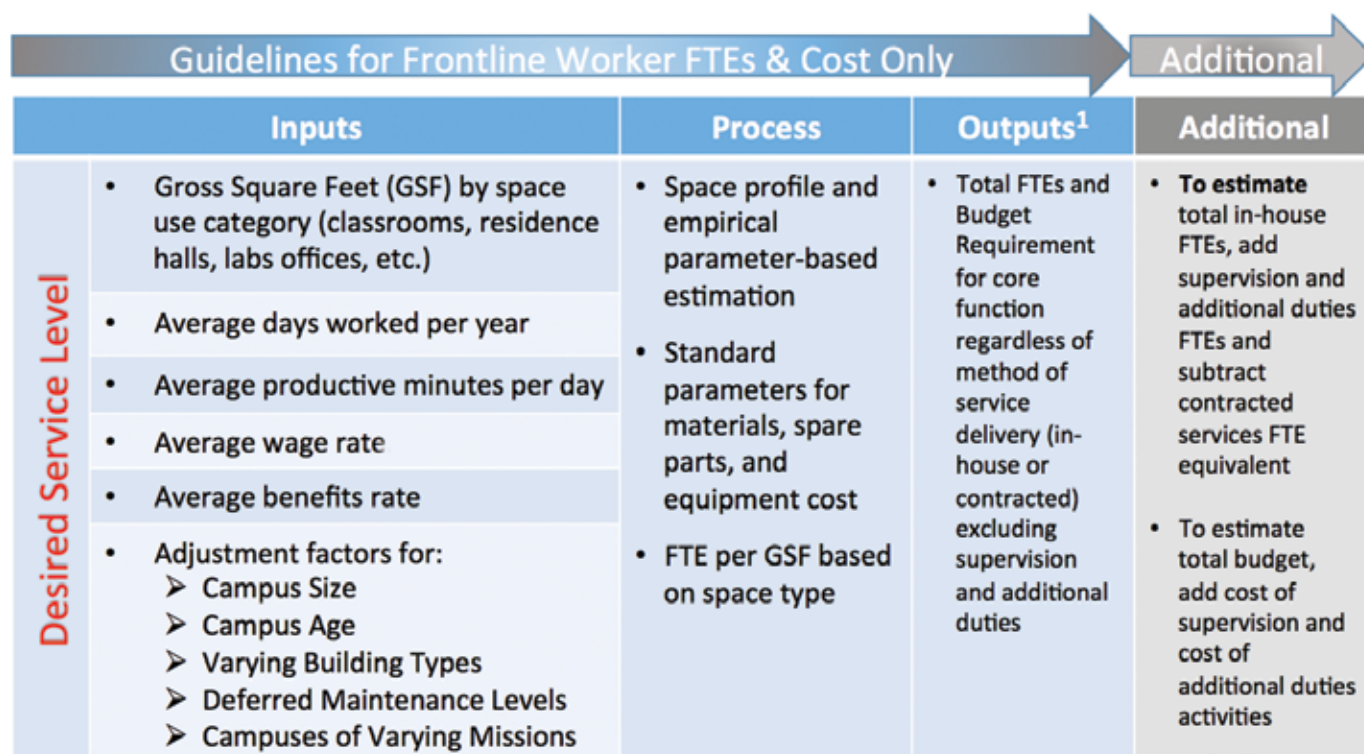 Guidelines for Frontline Worker FTEs & Cost Only
Additional
Inputs
Process
Outputs¹
Additional
Desired Service Level
• Gross Square Feet (GSF) by space
use category (classrooms, residence
halls, labs offices, etc.)
• Average days worked per year
• Average productive minutes per day
• Average wage rate
• Average benefits rate
• Adjustment factors for:
➢ Campus Size
➢ Campus Age
➢ Varying Building Types
➢ Deferred Maintenance Levels
➢ Campuses of Varying Missions
• Space profile and
empirical
parameter-based
estimation
• Standard
parameters for
materials, spare
parts, and
equipment cost
• FTE per GSF based
on space type
• Total FTEs and
Budget
Requirement
for core
function
regardless of
method of
service
delivery (in-
house or
contracted)
excluding
supervision
and additional
duties
• To estimate
total in-house
FTEs, add
supervision and
additional duties
FTEs and
subtract
contracted
services FTE
equivalent
• To estimate
total budget,
add cost of
supervision and
cost of
additional duties
activities